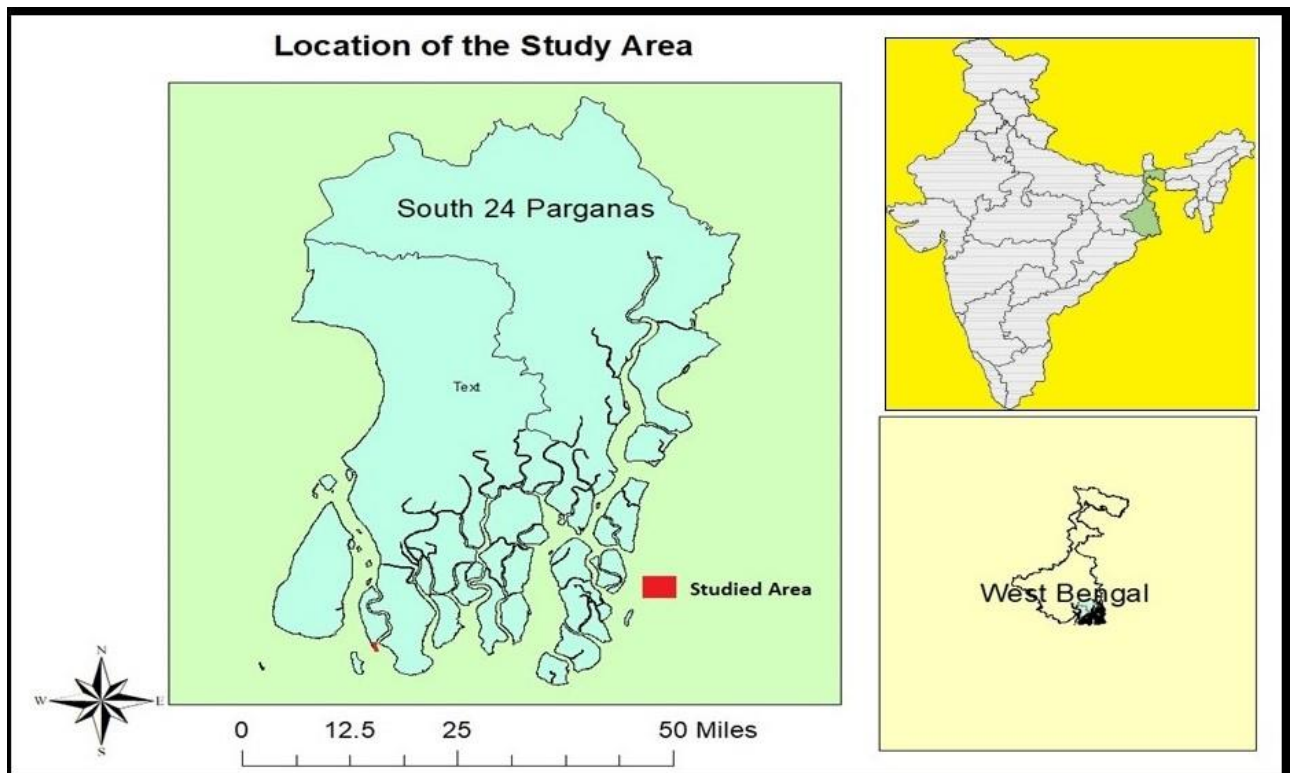 Location of the Study Area
South 24 Parganas
Text
Studied Area
West Bengal
N
W E
S
0 12.5 25 50 Miles